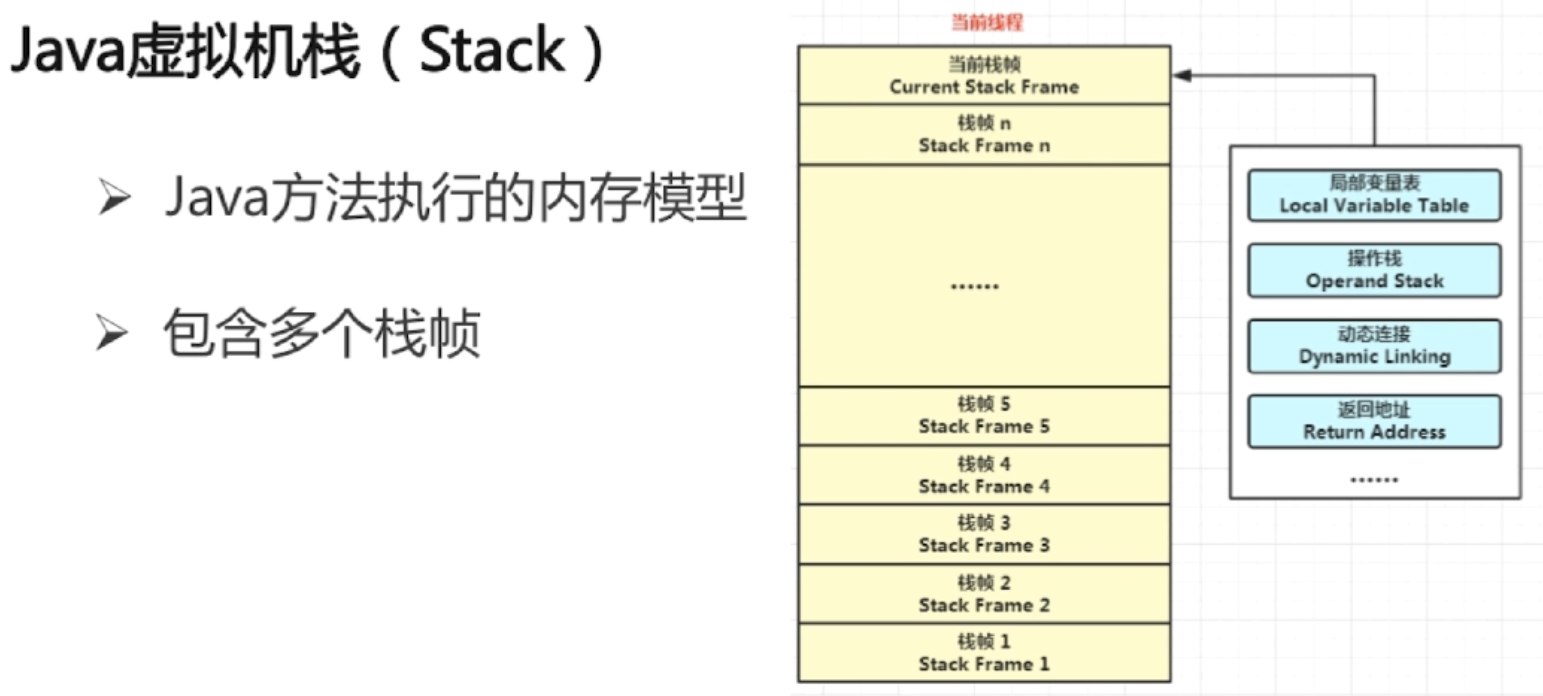 Java虚拟机栈（Stack）
Java方法执行的内存模型
包含多个栈帧
当前线程
当前栈帧
Current Stack Frame
栈帧 n
Stack Frame n
......
栈帧 5
Stack Frame 5
栈帧 4
Stack Frame 4
栈帧 3
Stack Frame 3
栈帧 2
Stack Frame 2
栈帧 1
Stack Frame 1
局部变量表
Local Variable Table
操作栈
Operand Stack
动态连接
Dynamic Linking
返回地址
Return Address
......